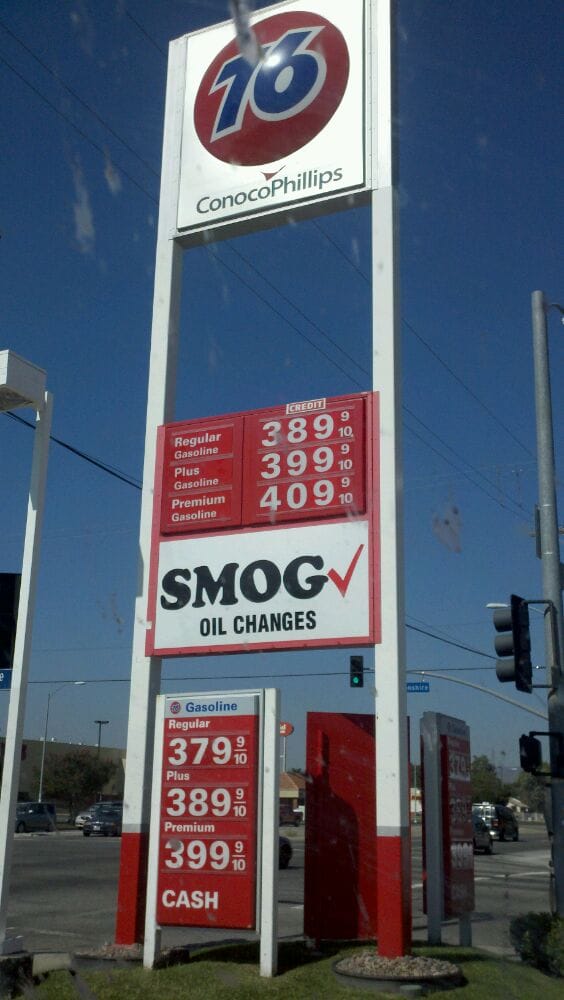 76
ConocoPhillips
CREDIT
Regular
Gasoline
389 9/10
Plus
Gasoline
399 9/10
Premium
Gasoline
409 9/10
SMOG✓
OIL CHANGES
76 Gasoline
Regular
379 9/10
Plus
389 9/10
Premium
399 9/10
CASH